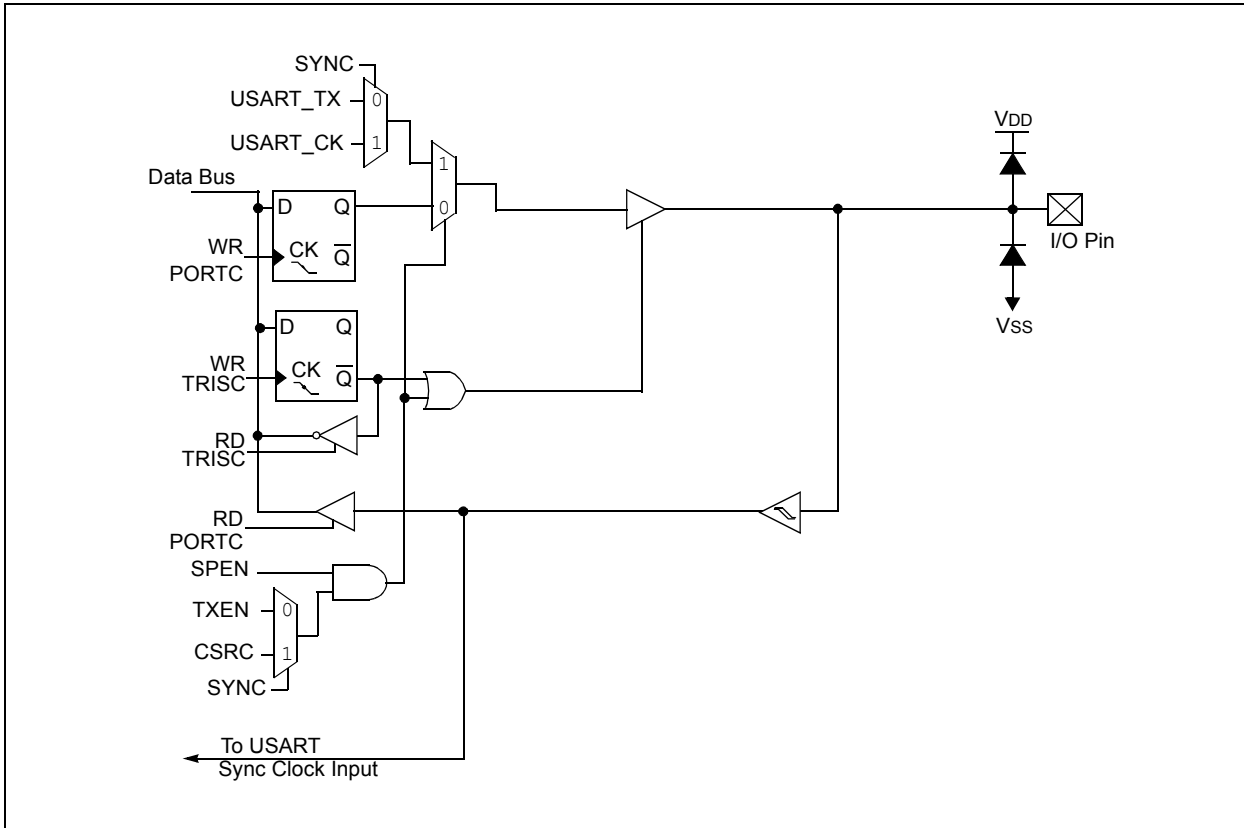 SYNC
USART_TX
0
USART_CK
1
1
0
Data Bus
D
Q
WR
PORTC
CK
Q̅
D
Q
WR
TRISC
CK
Q̅
RD
TRISC
RD
PORTC
SPEN
TXEN
0
CSRC
1
SYNC
To USART
Sync Clock Input
VDD
I/O Pin
VSS